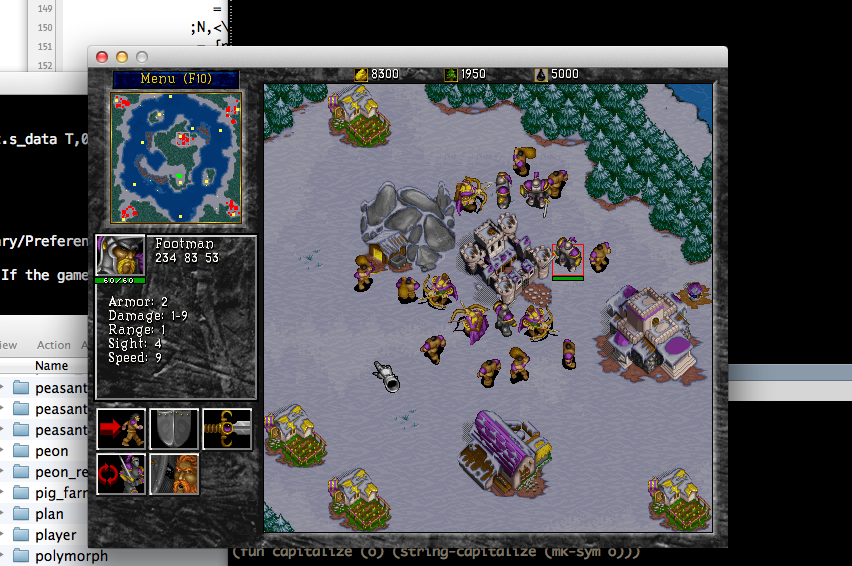 149
150
151
152
=
;N,<\
Menu (F10)
8300
1950
5000
:.s_data T,0
ary/Preferen
If the game
Footman
234 83 53
60/60
Armor: 2
Damage: 1-9
Range: 1
Sight: 4
Speed: 9
iew Action A
Name
peasant
peasant
peasant
peon
peon_re
pig_farr
plan
player
polymorph
(fun capitalize (o) (string-capitalize (mk-sym o)))